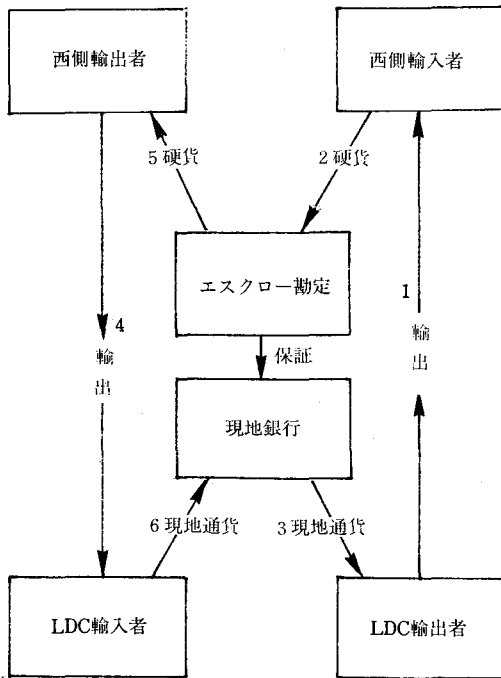 西側輸出者
西側輸入者
5硬貨
2硬貨
エスクロー勘定
4
輸出
1
輸出
保証
現地銀行
6現地通貨
3現地通貨
LDC輸入者
LDC輸出者